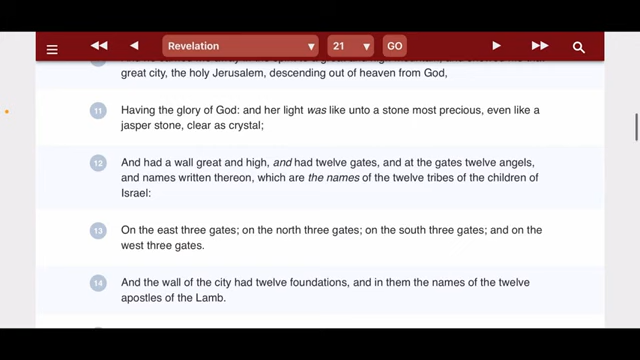 Revelation 21 GO
great city, the holy Jerusalem, descending out of heaven from God,
11 Having the glory of God: and her light was like unto a stone most precious, even like a
jasper stone, clear as crystal;
12 And had a wall great and high, and had twelve gates, and at the gates twelve angels,
and names written thereon, which are the names of the twelve tribes of the children of
Israel:
13 On the east three gates; on the north three gates; on the south three gates; and on the
west three gates.
14 And the wall of the city had twelve foundations, and in them the names of the twelve
apostles of the Lamb.